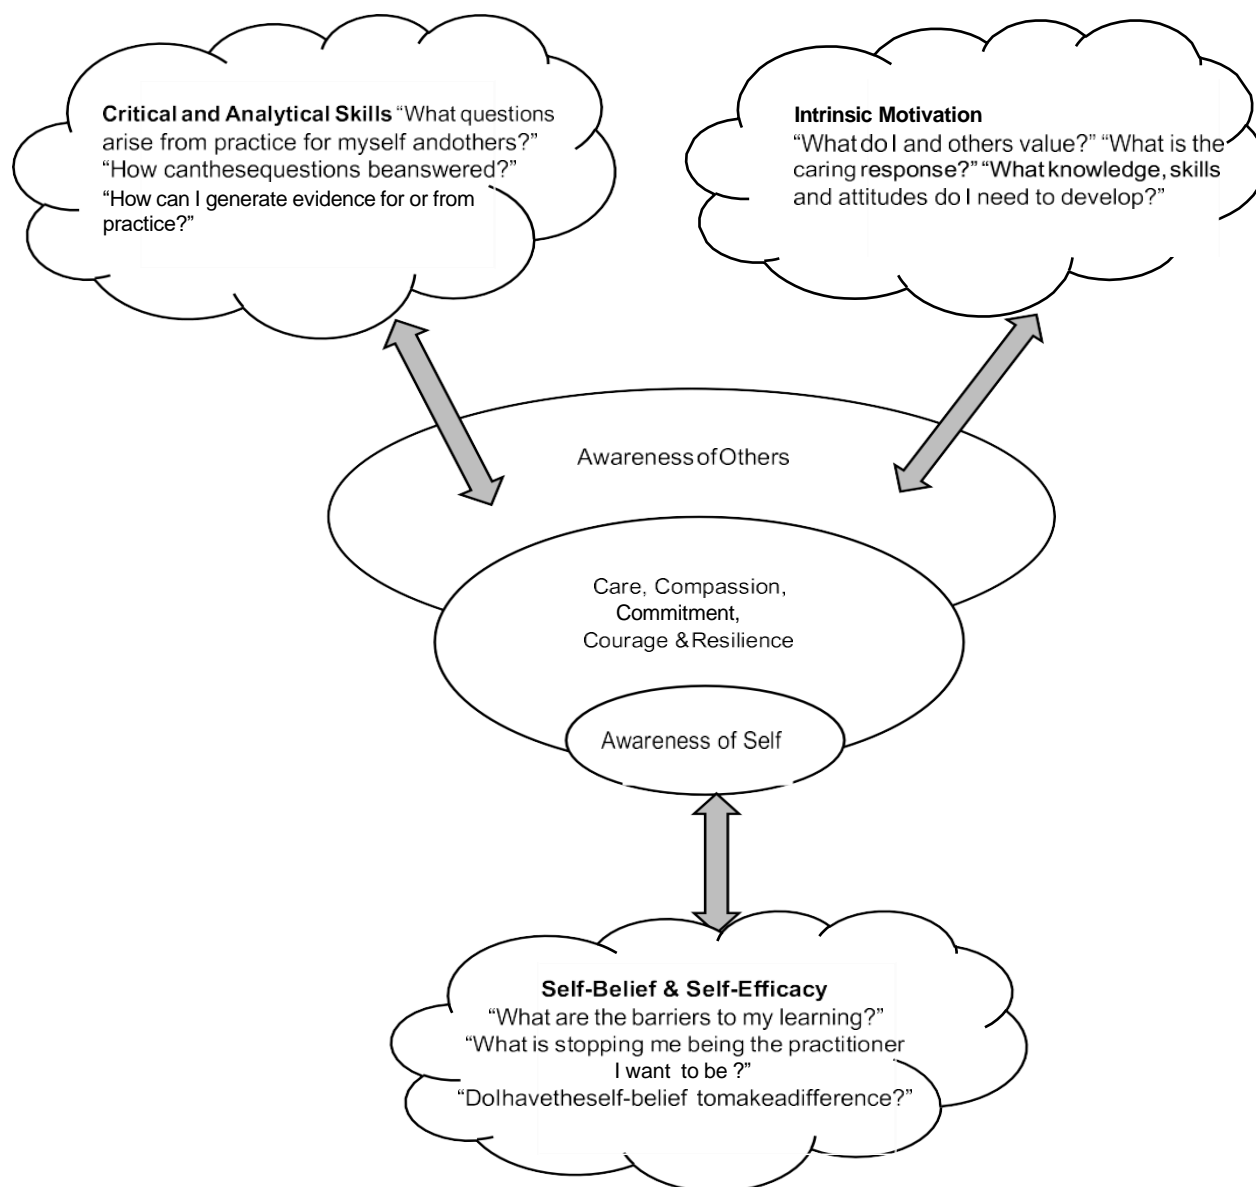 Critical and Analytical Skills “What questions
arise from practice for myself andothers?”
“How canthesequestions beanswered?”
“How can I generate evidence for or from
practice?”
Intrinsic Motivation
“What do I and others value?” “What is the
caring response?” “What knowledge, skills
and attitudes do I need to develop?”
Awareness of Others
Care, Compassion,
Commitment,
Courage & Resilience
Awareness of Self
Self-Belief & Self-Efficacy
“What are the barriers to my learning?”
“What is stopping me being the practitioner
I want to be ?”
“DoIhavetheself-belief tomakeadifference?”